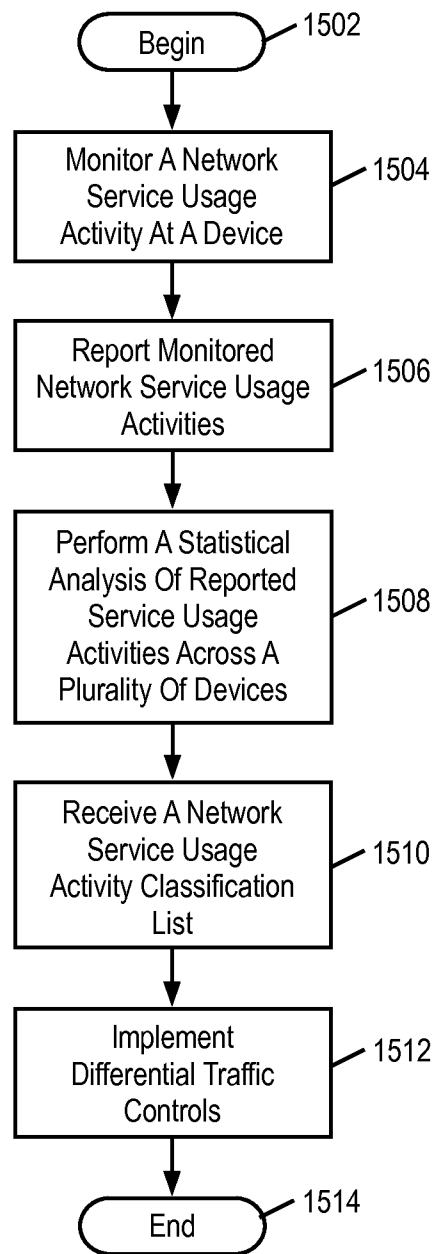 Begin
1502
Monitor A Network
Service Usage
Activity At A Device
1504
Report Monitored
Network Service Usage
Activities
1506
Perform A Statistical
Analysis Of Reported
Service Usage
Activities Across A
Plurality Of Devices
1508
Receive A Network
Service Usage
Activity Classification
List
1510
Implement
Differential Traffic
Controls
1512
End
1514